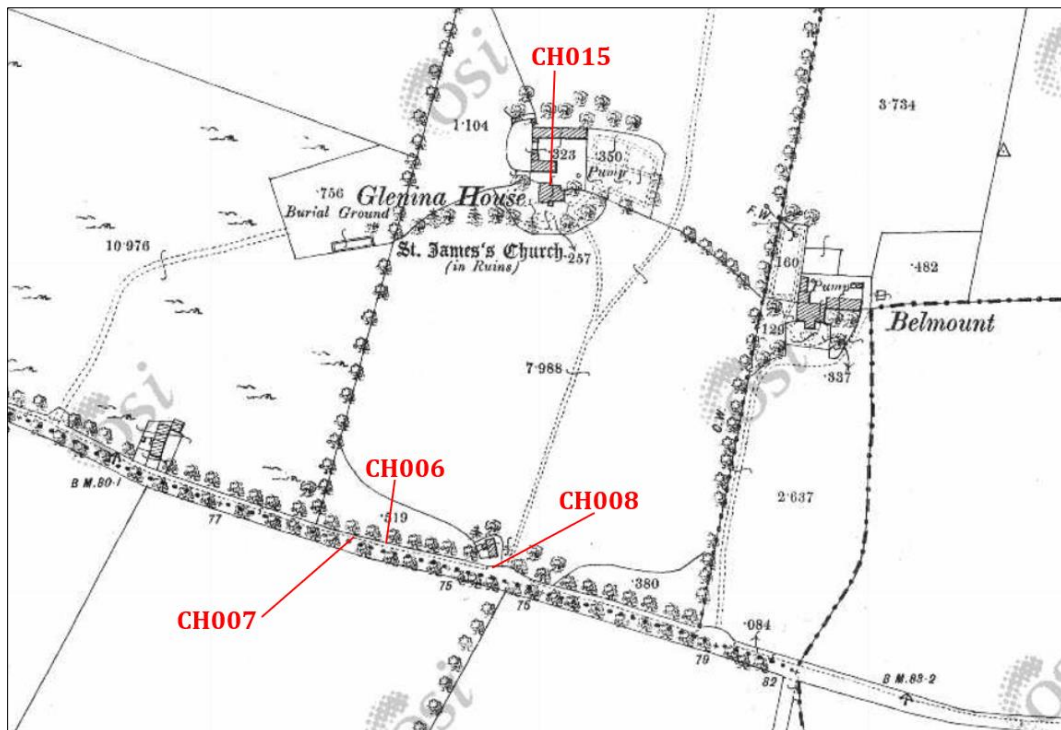 CH015
3·734
1·104
·323
·350
Pump
·756
Glenina House
Burial Ground
F.W
10·976
St. James's Church
(in Ruins)
·257
·160
·482
Pump
Belmount
·129
7·988
·337
osi
O.W
CH006
B M.80·1
2·637
CH008
77
·519
75
75
·380
CH007
79
·084
82
B M.83·2